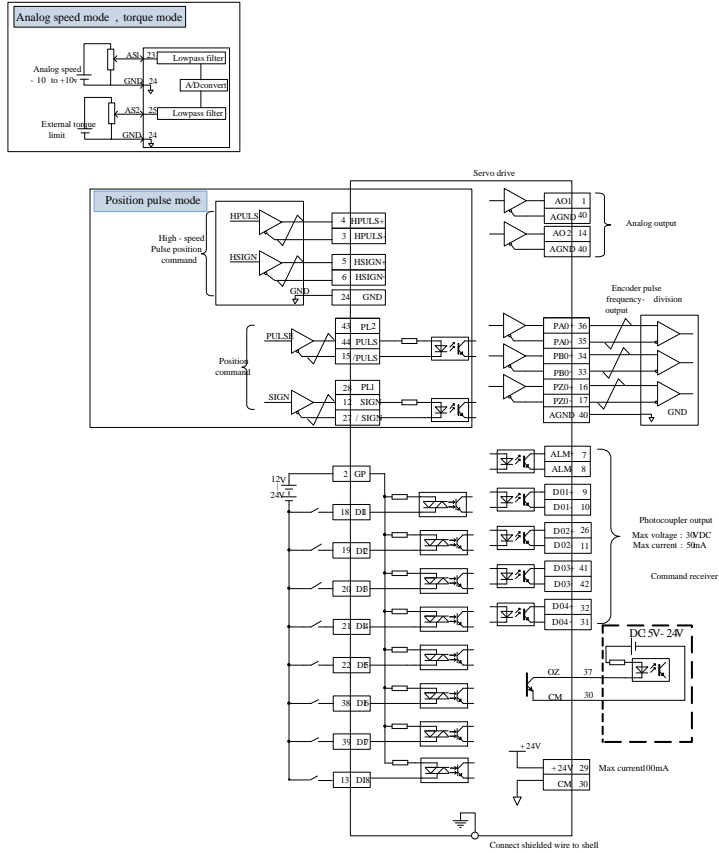 Analog speed mode , torque mode
ASI 23 Lowpass filter
Analog speed
- 10 to +10v
GND 24
A/Dconvert
AS2 25 Lowpass filter
External torque
limit
GND 24
Servo drive
Position pulse mode
HPULS
4 HPULS+
3 HPULS-
High - speed
Pulse position
command
HSIGN
5 HSIGN+
6 HSIGN-
GND
24 GND
43 PL2
PULSE
44 PULS
15 /PULS
Position
command
28 PL1
SIGN
12 SIGN
27 / SIGN
AO1 1
AGND 40
AO 2 14
AGND 40
Analog output
Encoder pulse
frequency- division
output
PA0+ 36
PA0- 35
PB0+ 34
PB0- 33
PZ0+ 16
PZ0- 17
AGND 40
GND
12V
24V
2 GP
18 DI1
19 DI2
20 DI3
21 DI4
22 DI5
38 DI6
39 DI7
13 DI8
ALM+ 7
ALM- 8
D01+ 9
D01- 10
D02+ 26
D02- 11
D03+ 41
D03- 42
D04+ 32
D04- 31
Photocoupler output
Max voltage : 30VDC
Max current : 50mA
Command receiver
DC 5V- 24V
OZ 37
CM 30
+24V
+24V 29
CM 30
Max current100mA
Connect shielded wire to shell